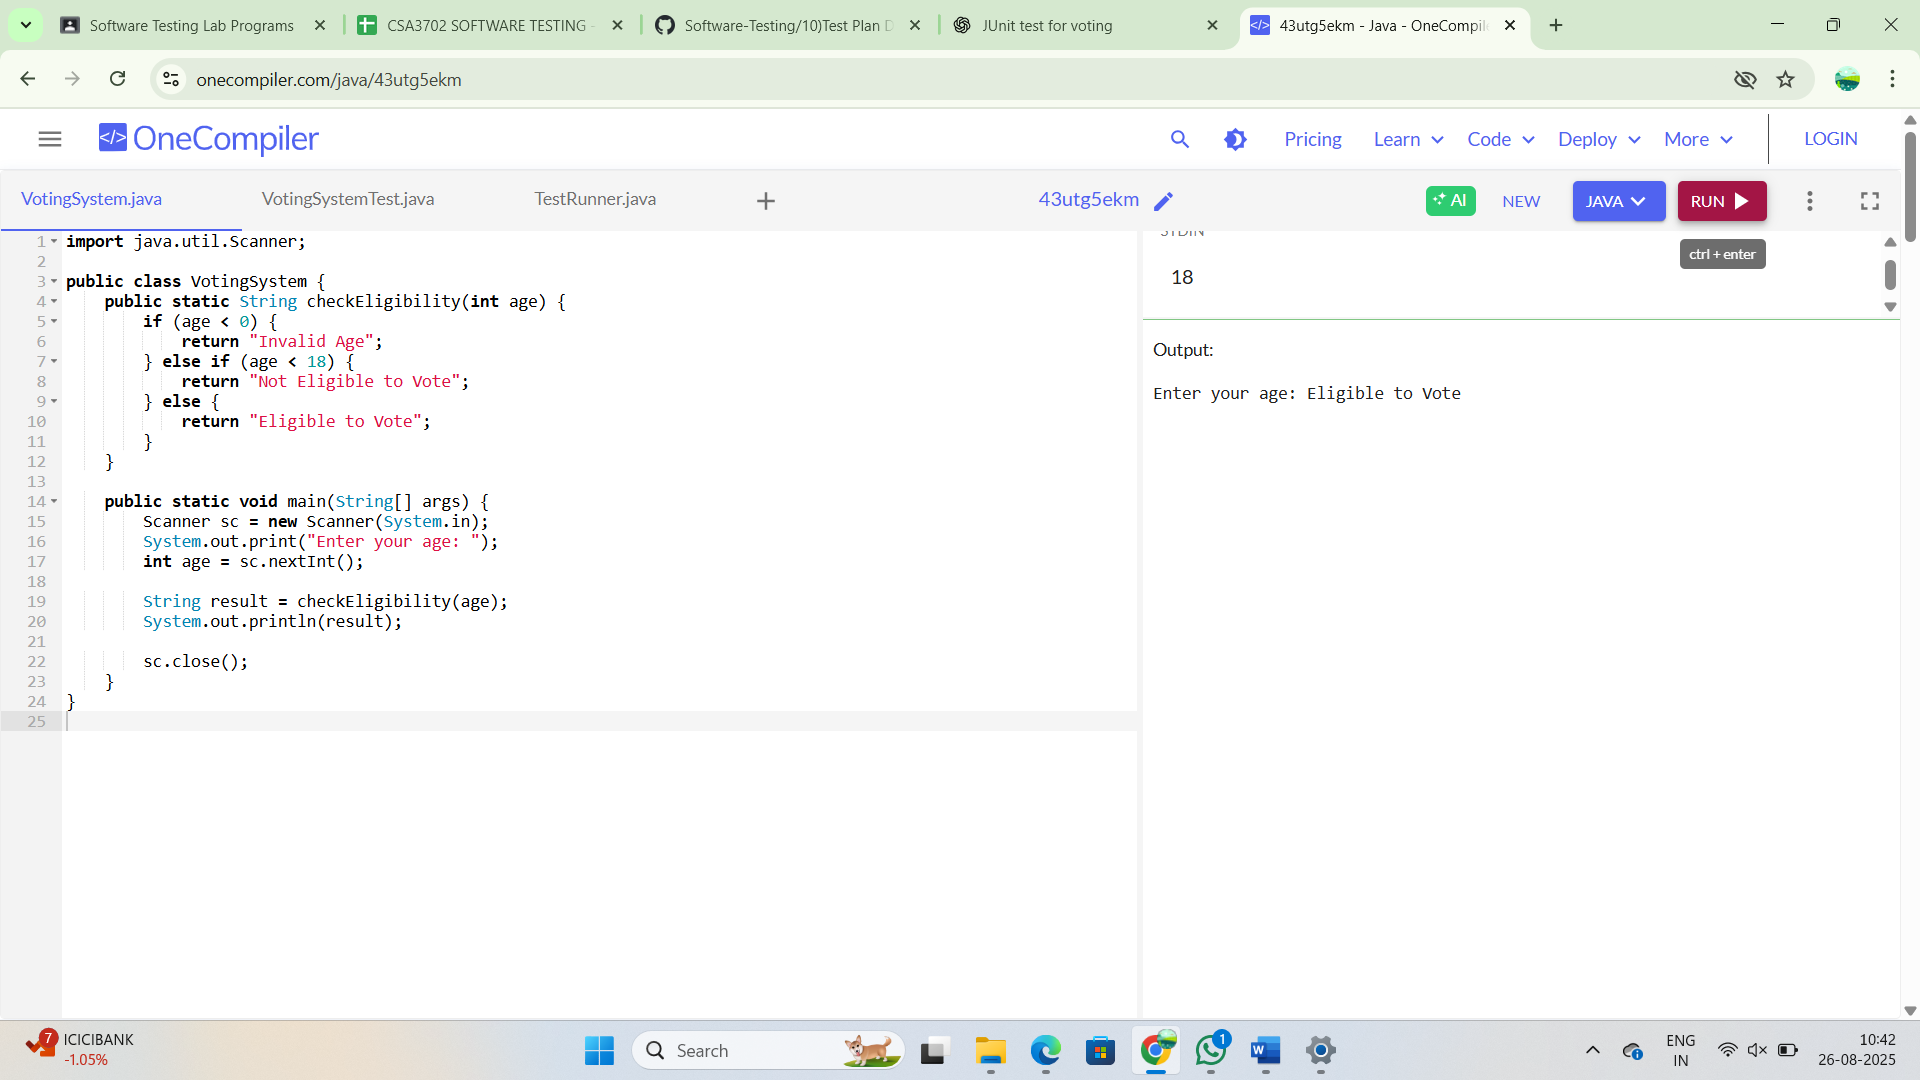 Software Testing Lab Programs
CSA3702 SOFTWARE TESTING -
Software-Testing/10)Test Plan D
JUnit test for voting
43utg5ekm - Java - OneCompile
onecompiler.com/java/43utg5ekm
OneCompiler
Pricing
Learn
Code
Deploy
More
LOGIN
VotingSystem.java
VotingSystemTest.java
TestRunner.java
43utg5ekm
AI
NEW
JAVA
RUN
ctrl + enter
1 import java.util.Scanner;
2
3 public class VotingSystem {
4     public static String checkEligibility(int age) {
5         if (age < 0) {
6             return "Invalid Age";
7         } else if (age < 18) {
8             return "Not Eligible to Vote";
9         } else {
10             return "Eligible to Vote";
11         }
12     }
13
14     public static void main(String[] args) {
15         Scanner sc = new Scanner(System.in);
16         System.out.print("Enter your age: ");
17         int age = sc.nextInt();
18
19         String result = checkEligibility(age);
20         System.out.println(result);
21
22         sc.close();
23     }
24 }
25
STDIN
18
Output:
Enter your age: Eligible to Vote
7
ICICIBANK
-1.05%
Search
1
ENG
IN
10:42
26-08-2025